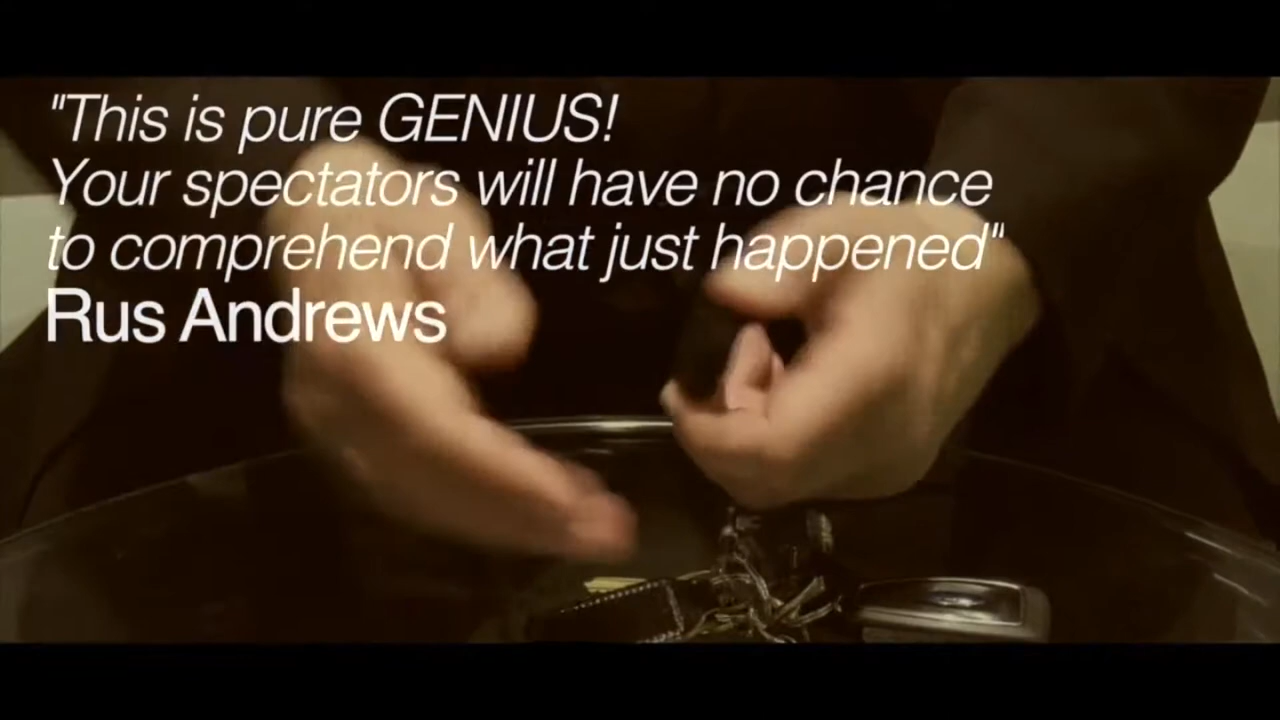 "This is pure GENIUS!
Your spectators will have no chance
to comprehend what just happened"
Rus Andrews